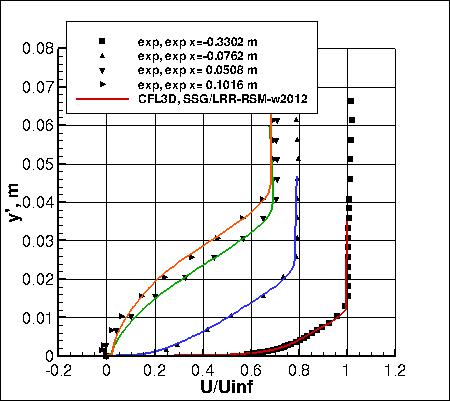 exp, exp x=-0.3302 m
exp, exp x=-0.0762 m
exp, exp x= 0.0508 m
exp, exp x= 0.1016 m
CFL3D, SSG/LRR-RSM-w2012
0.08
0.07
0.06
0.05
0.04
0.03
0.02
0.01
0
y', m
-0.2 0 0.2 0.4 0.6 0.8 1 1.2
U/Uinf